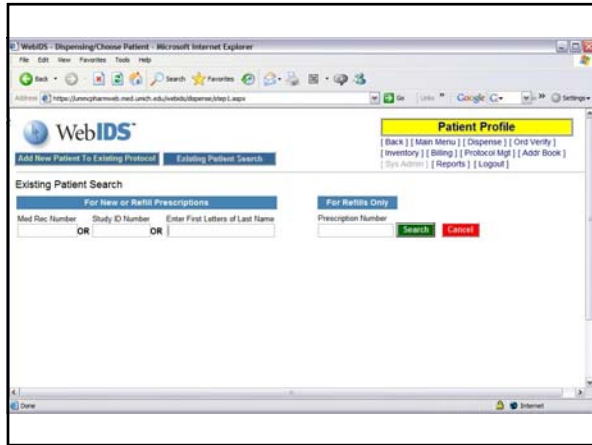 WebIDS - Dispensing/Choose Patient - Microsoft Internet Explorer
File Edit View Favorites Tools Help
Back Search Favorites
Address https://ummcpharmweb.med.umich.edu/webids/dispense/step1.aspx Go Links » Google G » Settings
WebIDS
Patient Profile
Add New Patient To Existing Protocol Existing Patient Search
[ Back ] [ Main Menu ] [ Dispense ] [ Ord Verify ]
[ Inventory ] [ Billing ] [ Protocol Mgt ] [ Addr Book ]
[ Sys Admin ] [ Reports ] [ Logout ]
Existing Patient Search
For New or Refill Prescriptions For Refills Only
Med Rec Number Study ID Number Enter First Letters of Last Name Prescription Number
OR OR Search Cancel
Done Internet